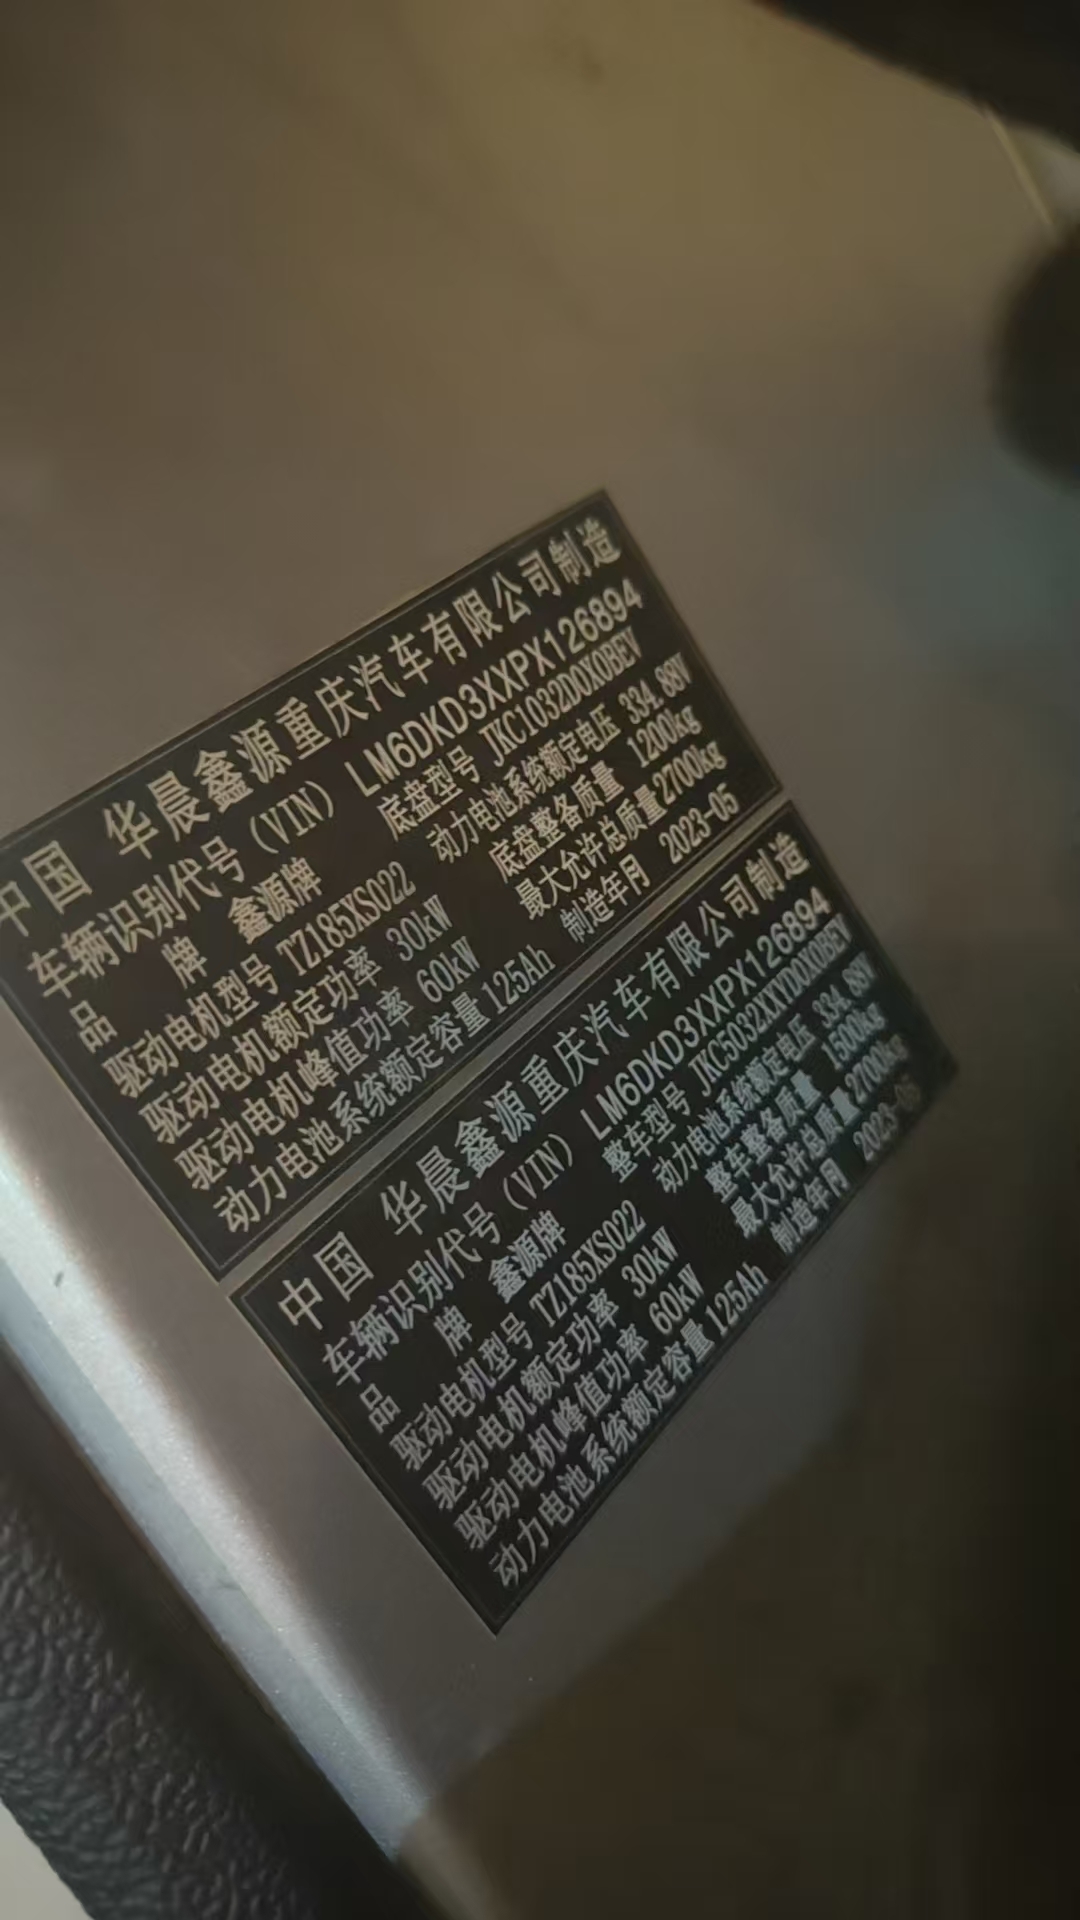 中国 华晨鑫源重庆汽车有限公司制造
车辆识别代号(VIN) LM6DKD3XXPX126894
品 牌 鑫源牌 底盘型号 JKC1032D0X0BEV
驱动电机型号 TZ185XS022 动力电池系统额定电压 334.88V
驱动电机额定功率 30kW 底盘整备质量 1200kg
驱动电机峰值功率 60kW 最大允许总质量 2700kg
动力电池系统额定容量 125Ah 制造年月 2023-05
中国 华晨鑫源重庆汽车有限公司制造
车辆识别代号(VIN) LM6DKD3XXPX126894
品 牌 鑫源牌 整车型号 JKC5032XXYD0X0BEV
驱动电机型号 TZ185XS022 动力电池系统额定电压 334.88V
驱动电机额定功率 30kW 整车整备质量 1500kg
驱动电机峰值功率 60kW 最大允许总质量 2700kg
动力电池系统额定容量 125Ah 制造年月 2023-05